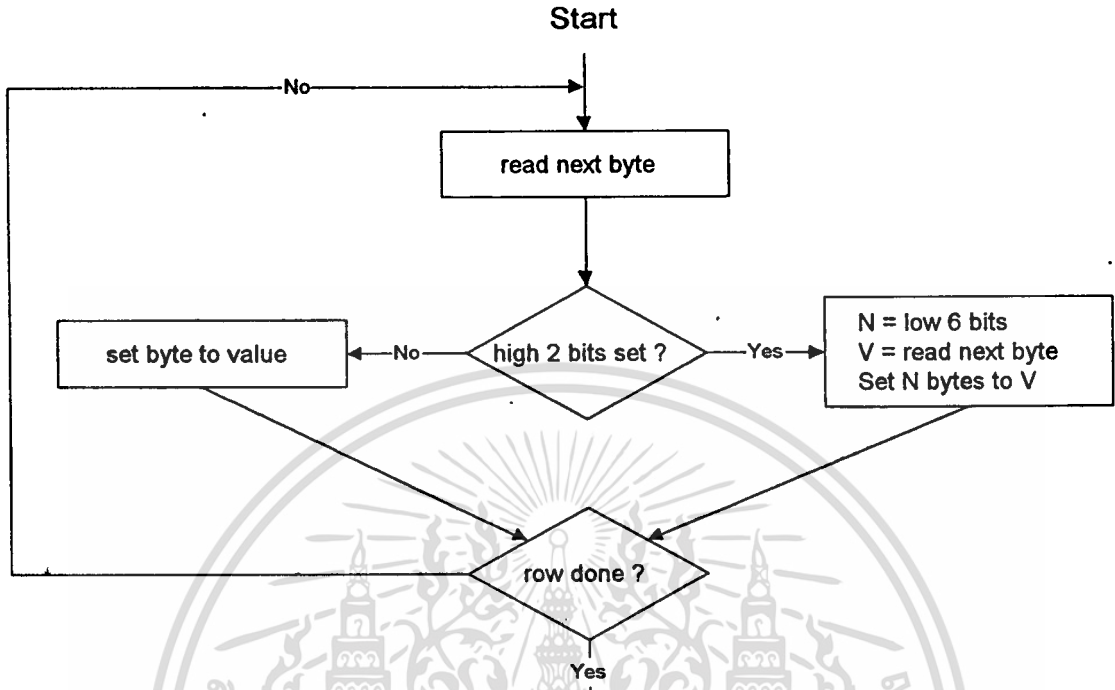 Start
No
read next byte
high 2 bits set ?
No
Yes
set byte to value
N = low 6 bits
V = read next byte
Set N bytes to V
row done ?
Yes